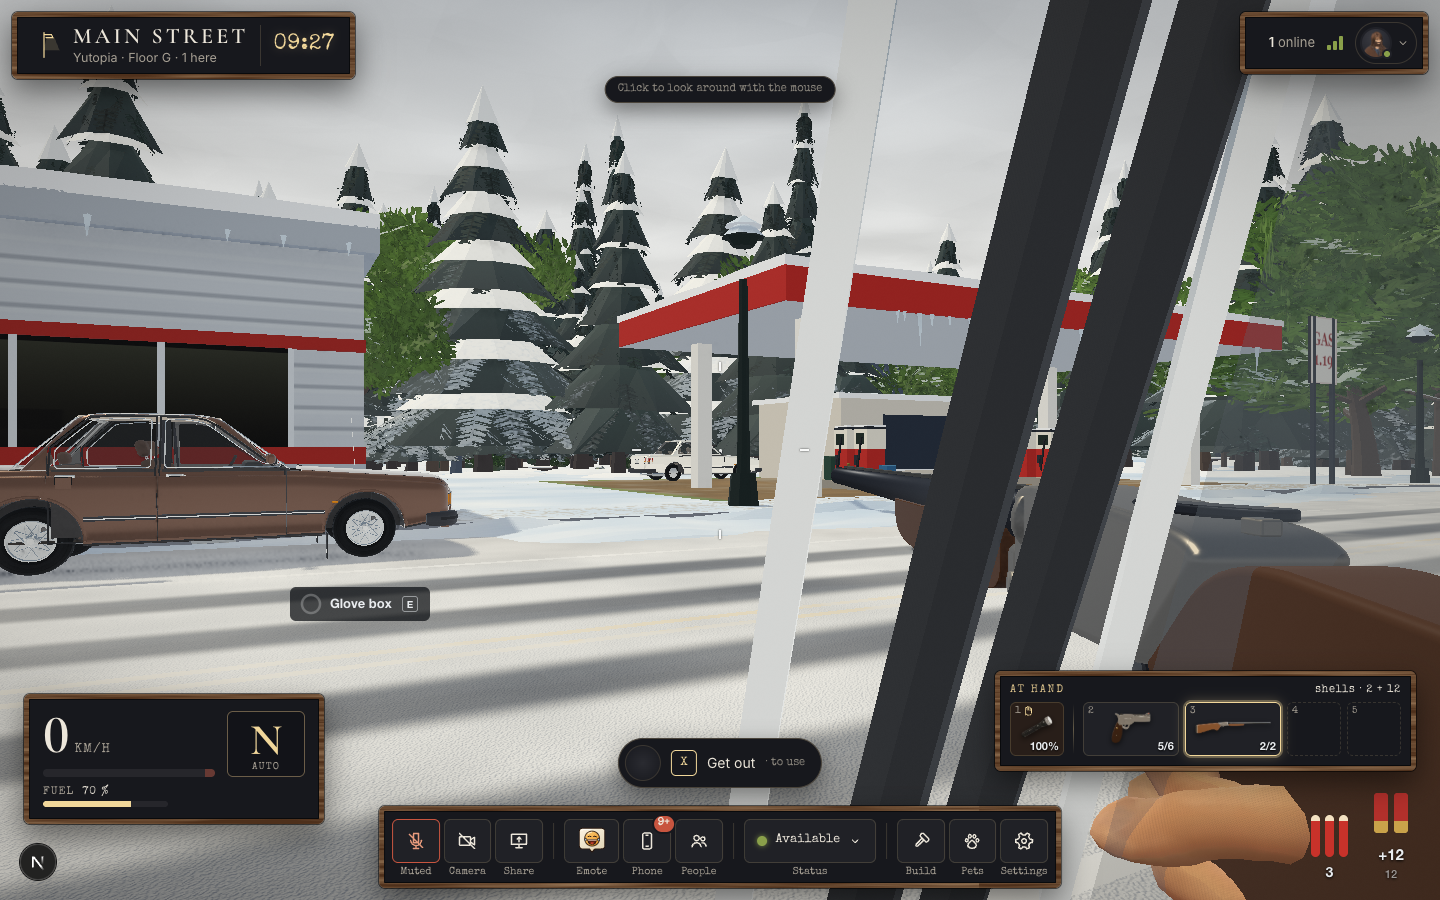 MAIN STREET
Yutopia · Floor G · 1 here
09:27
1 online
Click to look around with the mouse
GAS
1.19
Glove box E
0 KM/H
N
AUTO
FUEL 70 %
X Get out · to use
AT HAND
shells · 2 + 12
1
100%
2
5/6
3
2/2
4
5
9+
Available
Muted
Camera
Share
Emote
Phone
People
Status
Build
Pets
Settings
N
3
+12
12